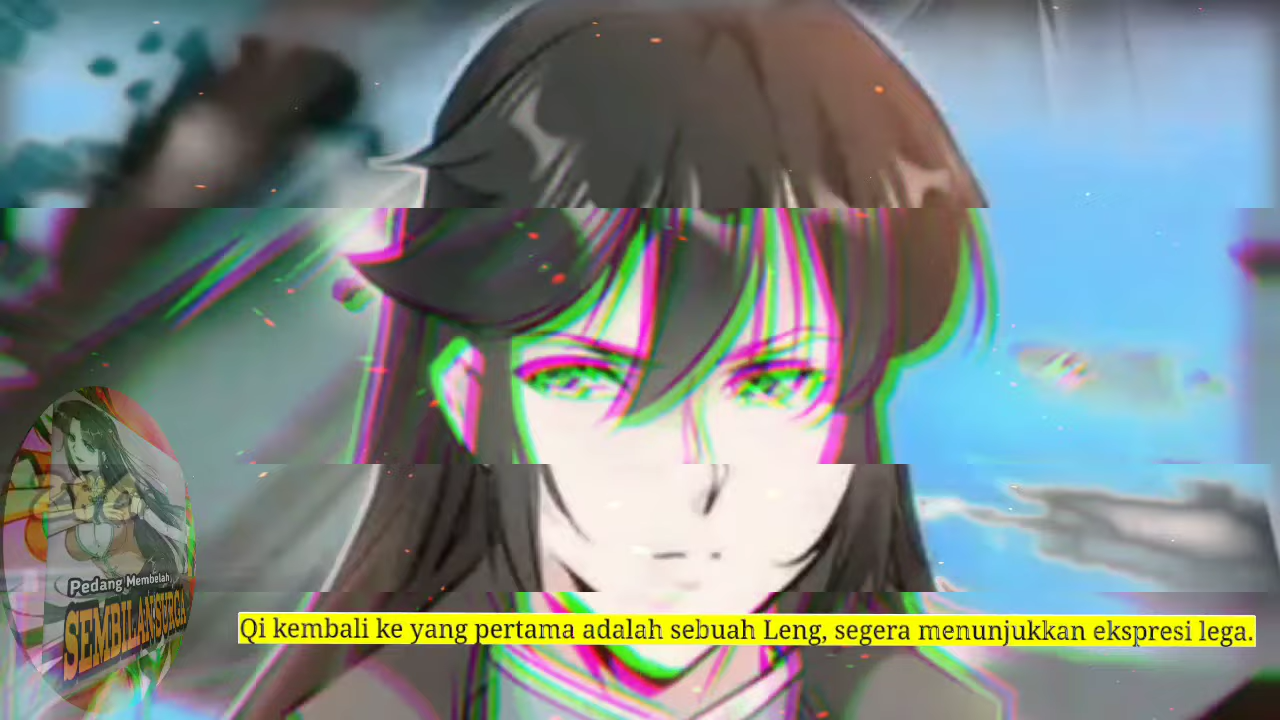 Pedang Membelah
SEMBILAN SURGA
Qi kembali ke yang pertama adalah sebuah Leng, segera menunjukkan ekspresi lega.